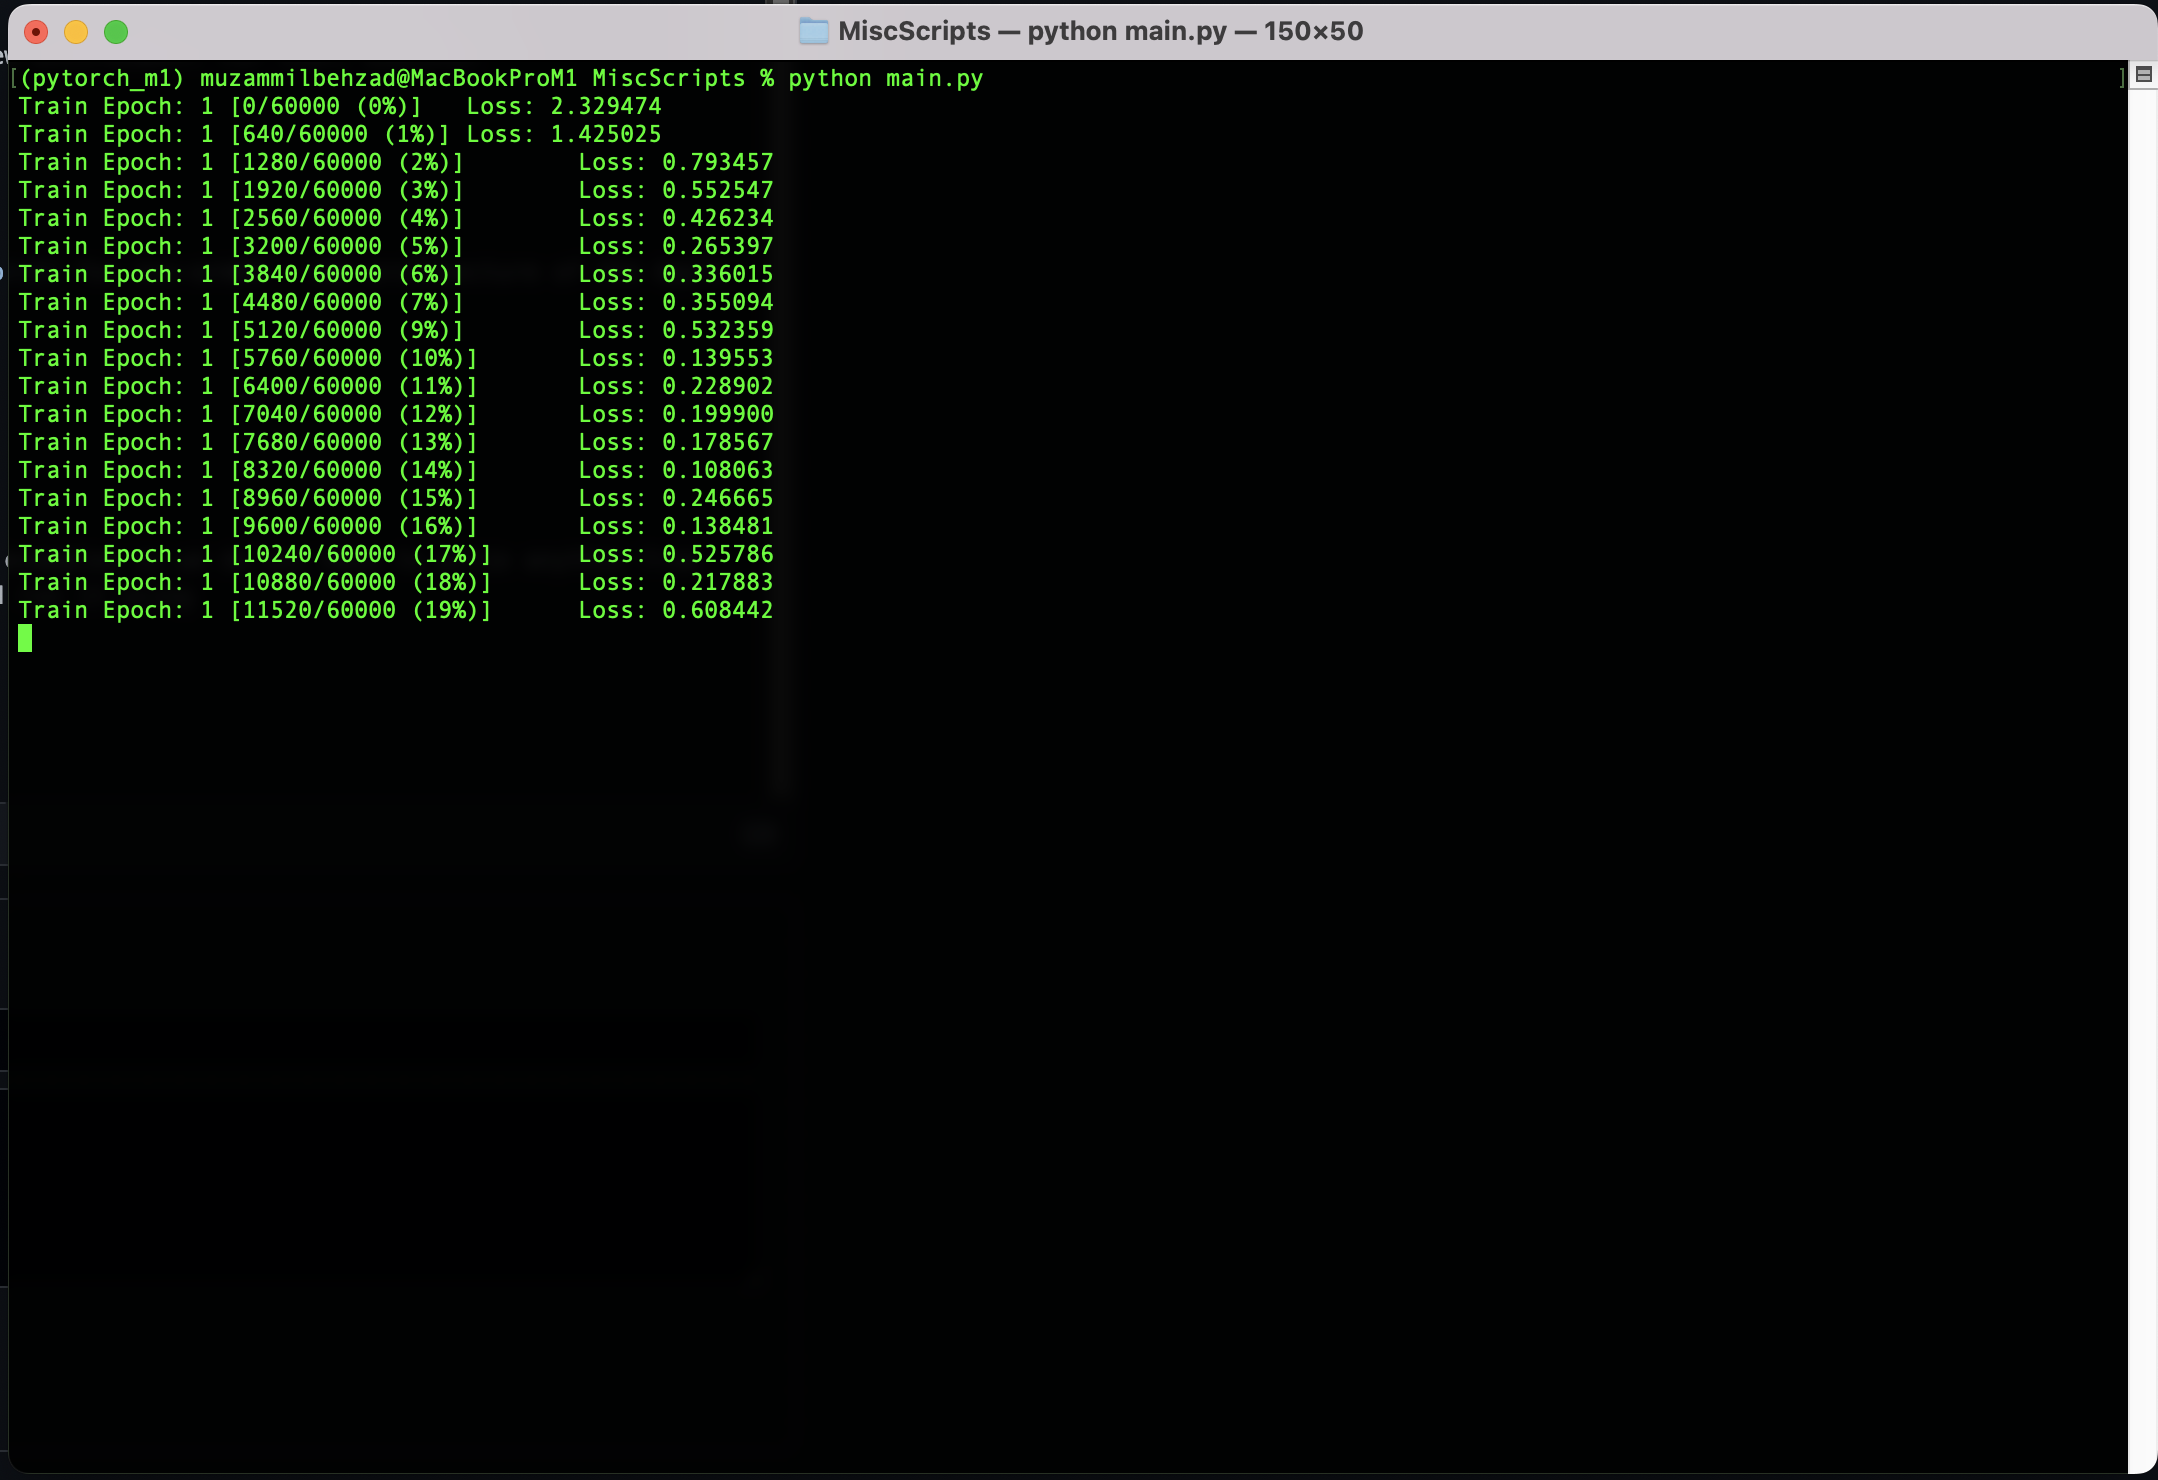 MiscScripts — python main.py — 150×50
[(pytorch_m1) muzammilbehzad@MacBookProM1 MiscScripts % python main.py ]
Train Epoch: 1 [0/60000 (0%)]	Loss: 2.329474
Train Epoch: 1 [640/60000 (1%)]	Loss: 1.425025
Train Epoch: 1 [1280/60000 (2%)]	Loss: 0.793457
Train Epoch: 1 [1920/60000 (3%)]	Loss: 0.552547
Train Epoch: 1 [2560/60000 (4%)]	Loss: 0.426234
Train Epoch: 1 [3200/60000 (5%)]	Loss: 0.265397
Train Epoch: 1 [3840/60000 (6%)]	Loss: 0.336015
Train Epoch: 1 [4480/60000 (7%)]	Loss: 0.355094
Train Epoch: 1 [5120/60000 (9%)]	Loss: 0.532359
Train Epoch: 1 [5760/60000 (10%)]	Loss: 0.139553
Train Epoch: 1 [6400/60000 (11%)]	Loss: 0.228902
Train Epoch: 1 [7040/60000 (12%)]	Loss: 0.199900
Train Epoch: 1 [7680/60000 (13%)]	Loss: 0.178567
Train Epoch: 1 [8320/60000 (14%)]	Loss: 0.108063
Train Epoch: 1 [8960/60000 (15%)]	Loss: 0.246665
Train Epoch: 1 [9600/60000 (16%)]	Loss: 0.138481
Train Epoch: 1 [10240/60000 (17%)]	Loss: 0.525786
Train Epoch: 1 [10880/60000 (18%)]	Loss: 0.217883
Train Epoch: 1 [11520/60000 (19%)]	Loss: 0.608442